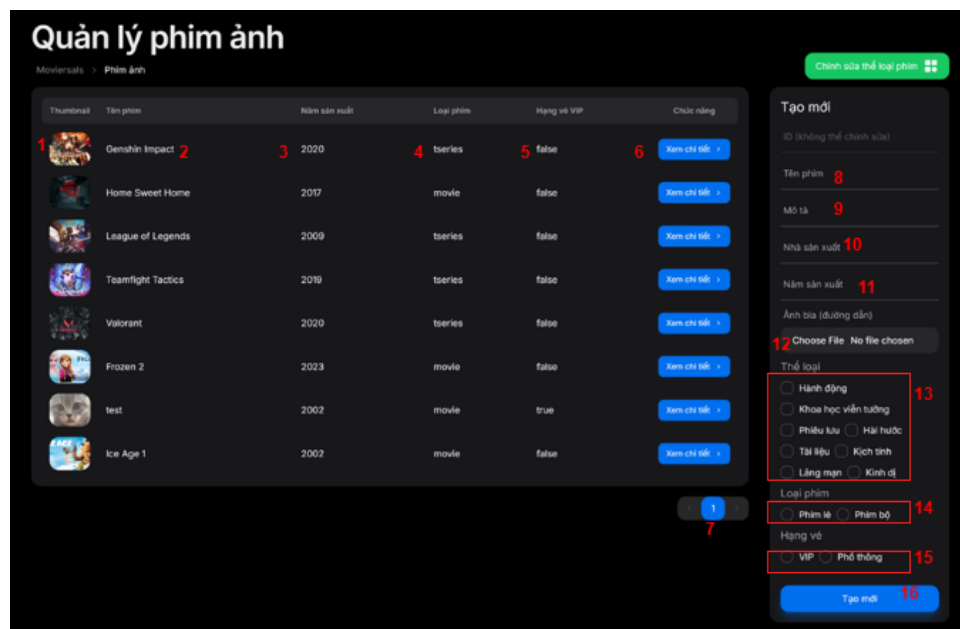 Quản lý phim ảnh
Moviersals > Phim ảnh
Chỉnh sửa thể loại phim
Thumbnail Tên phim Năm sản xuất Loại phim Hạng vé VIP Chức năng
1 Genshin Impact 2 3 2020 4 tseries 5 false 6 Xem chi tiết >
Home Sweet Home 2017 movie false Xem chi tiết >
League of Legends 2009 tseries false Xem chi tiết >
Teamfight Tactics 2019 tseries false Xem chi tiết >
Valorant 2020 tseries false Xem chi tiết >
Frozen 2 2023 movie false Xem chi tiết >
test 2002 movie true Xem chi tiết >
Ice Age 1 2002 movie false Xem chi tiết >
< 1 >
7
Tạo mới
ID (không thể chỉnh sửa)
Tên phim 8
Mô tả 9
Nhà sản xuất 10
Năm sản xuất 11
Ảnh bìa (đường dẫn)
12 Choose File No file chosen
Thể loại
Hành động 13
Khoa học viễn tưởng
Phiêu lưu Hài hước
Tài liệu Kịch tính
Lãng mạn Kinh dị
Loại phim
Phim lẻ Phim bộ 14
Hạng vé
VIP Phổ thông 15
Tạo mới 16